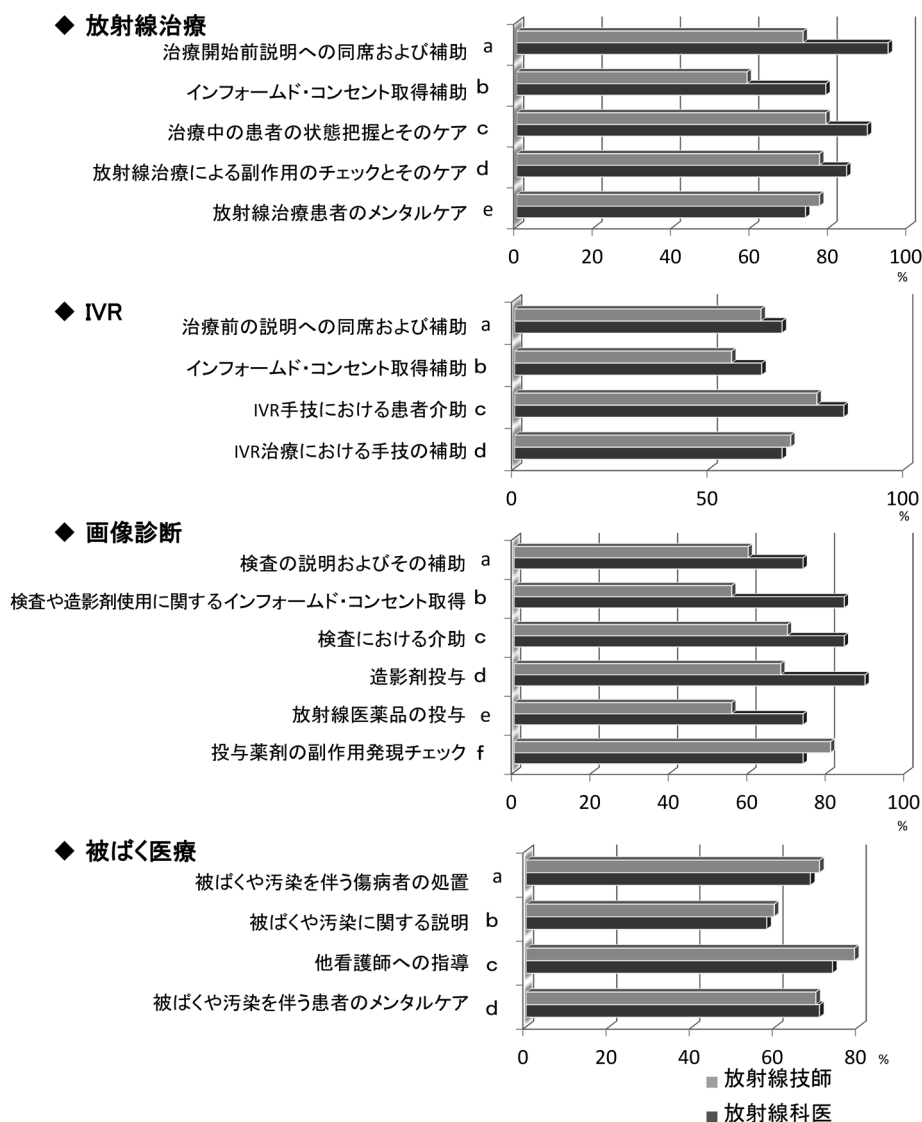 ◆ 放射線治療
治療開始前説明への同席および補助 a
インフォームド・コンセント取得補助 b
治療中の患者の状態把握とそのケア c
放射線治療による副作用のチェックとそのケア d
放射線治療患者のメンタルケア e
0 20 40 60 80 100
%
◆ IVR
治療前の説明への同席および補助 a
インフォームド・コンセント取得補助 b
IVR手技における患者介助 c
IVR治療における手技の補助 d
0 50 100
%
◆ 画像診断
検査の説明およびその補助 a
検査や造影剤使用に関するインフォームド・コンセント取得 b
検査における介助 c
造影剤投与 d
放射線医薬品の投与 e
投与薬剤の副作用発現チェック f
0 20 40 60 80 100
%
◆ 被ばく医療
被ばくや汚染を伴う傷病者の処置 a
被ばくや汚染に関する説明 b
他看護師への指導 c
被ばくや汚染を伴う患者のメンタルケア d
0 20 40 60 80 %
放射線技師
放射線科医